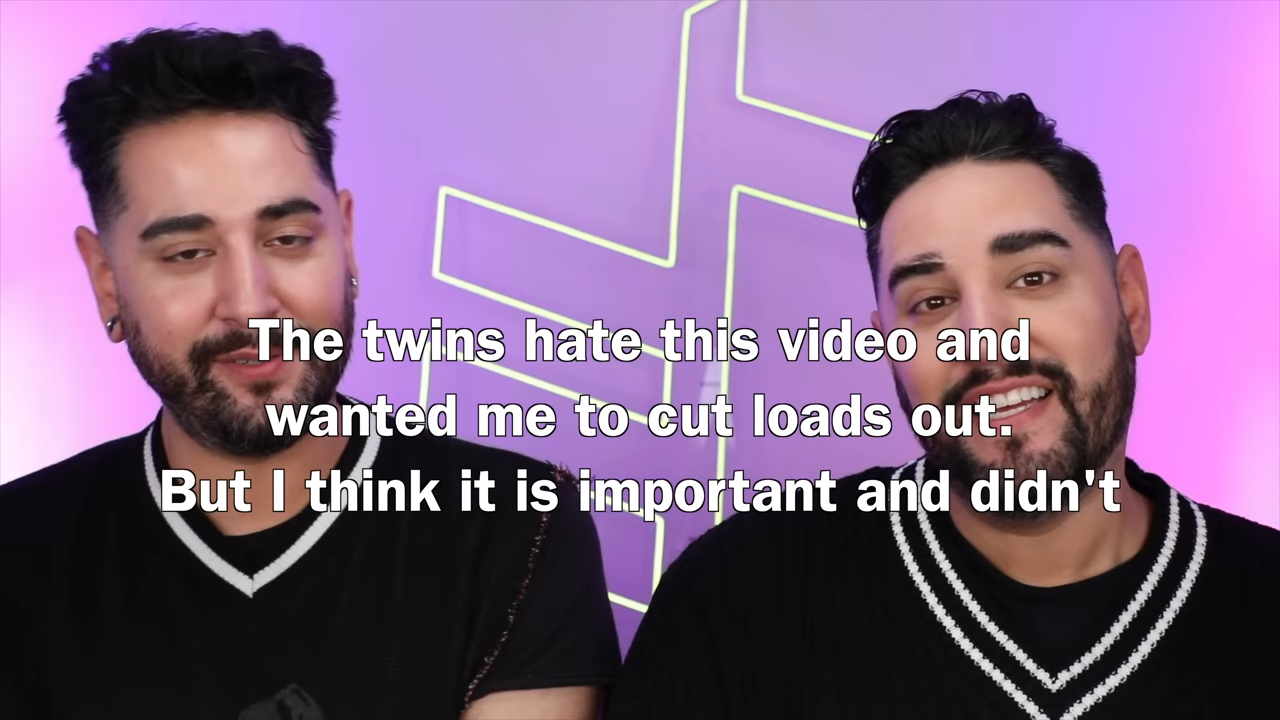 The twins hate this video and
wanted me to cut loads out.
But I think it is important and didn't